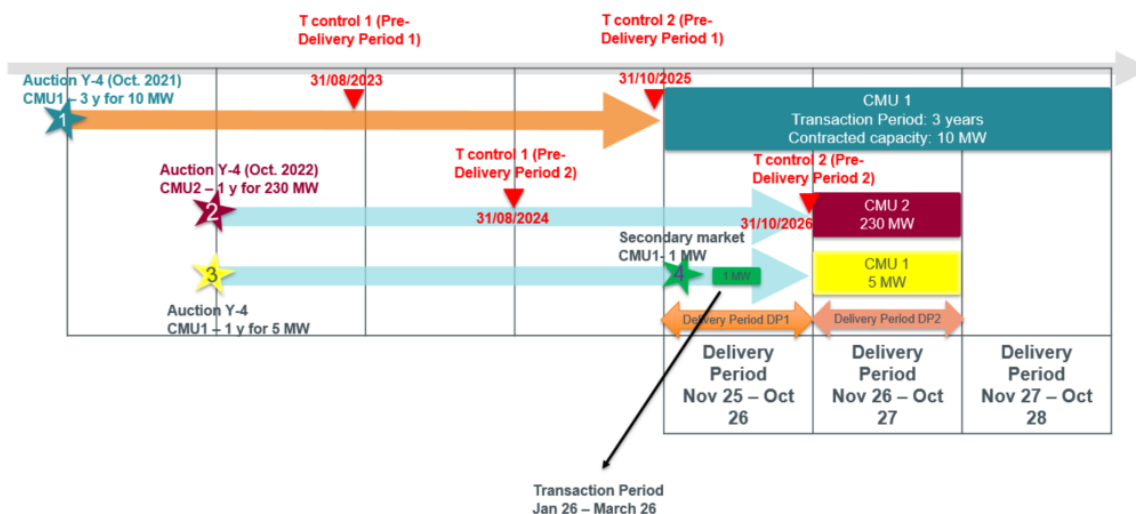 T control 1 (Pre-
Delivery Period 1)
T control 2 (Pre-
Delivery Period 1)
Auction Y-4 (Oct. 2021)
CMU1 – 3 y for 10 MW
31/08/2023
31/10/2025
1
CMU 1
Transaction Period: 3 years
Contracted capacity: 10 MW
Auction Y-4 (Oct. 2022)
CMU2 – 1 y for 230 MW
T control 1 (Pre-
Delivery Period 2)
T control 2 (Pre-
Delivery Period 2)
2
31/08/2024
31/10/2026
CMU 2
230 MW
Secondary market
CMU1- 1 MW
3
4
1 MW
CMU 1
5 MW
Auction Y-4
CMU1 – 1 y for 5 MW
Delivery Period DP1
Delivery Period DP2
Delivery
Period
Nov 25 – Oct
26
Delivery
Period
Nov 26 – Oct
27
Delivery
Period
Nov 27 – Oct
28
Transaction Period
Jan 26 – March 26